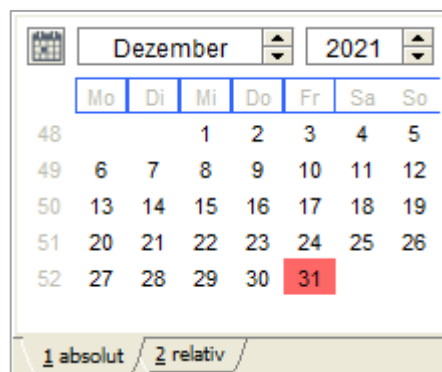 Dezember 2021
Mo Di Mi Do Fr Sa So
48 1 2 3 4 5
49 6 7 8 9 10 11 12
50 13 14 15 16 17 18 19
51 20 21 22 23 24 25 26
52 27 28 29 30 31
1 absolut 2 relativ